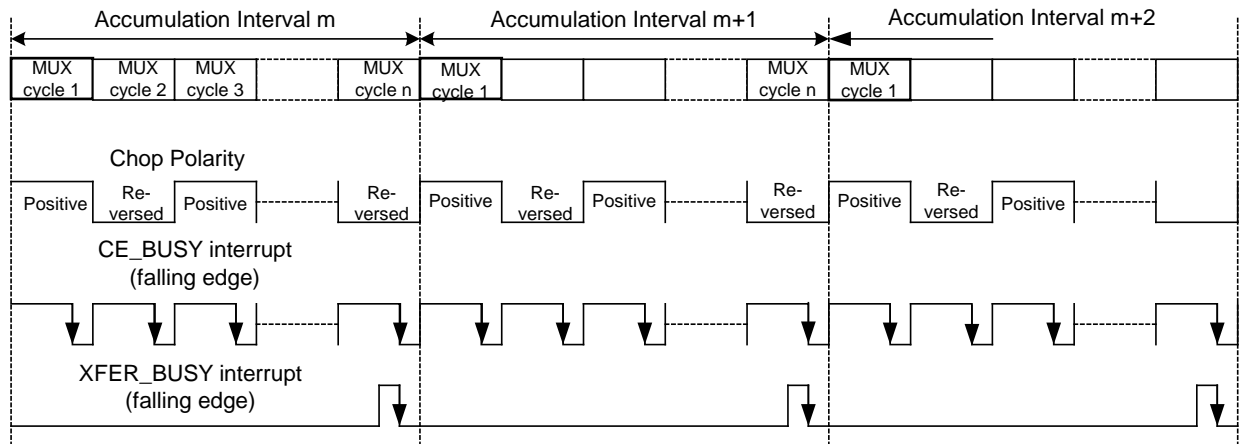 Accumulation Interval m
Accumulation Interval m+1
Accumulation Interval m+2
MUX
cycle 1
MUX
cycle 2
MUX
cycle 3
MUX
cycle n
MUX
cycle 1
MUX
cycle n
MUX
cycle 1
Chop Polarity
Positive
Re-
versed
Positive
Re-
versed
Positive
Re-
versed
Positive
Re-
versed
Positive
Re-
versed
Positive
CE_BUSY interrupt
(falling edge)
XFER_BUSY interrupt
(falling edge)